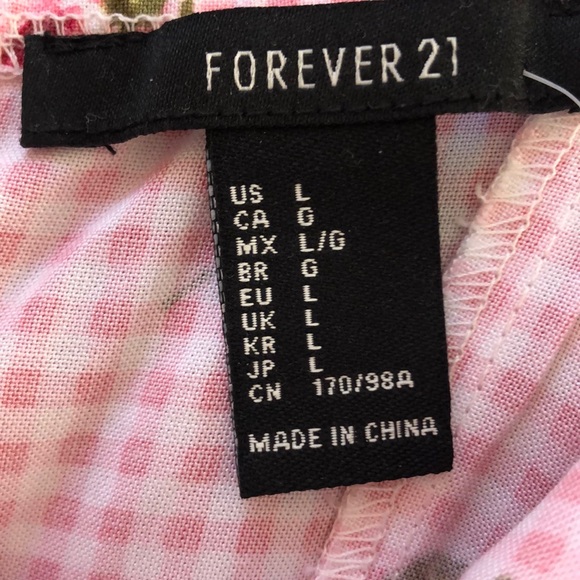 FOREVER 21
US L
CA G
MX L/G
BR G
EU L
UK L
KR L
JP L
CN 170/98A
MADE IN CHINA